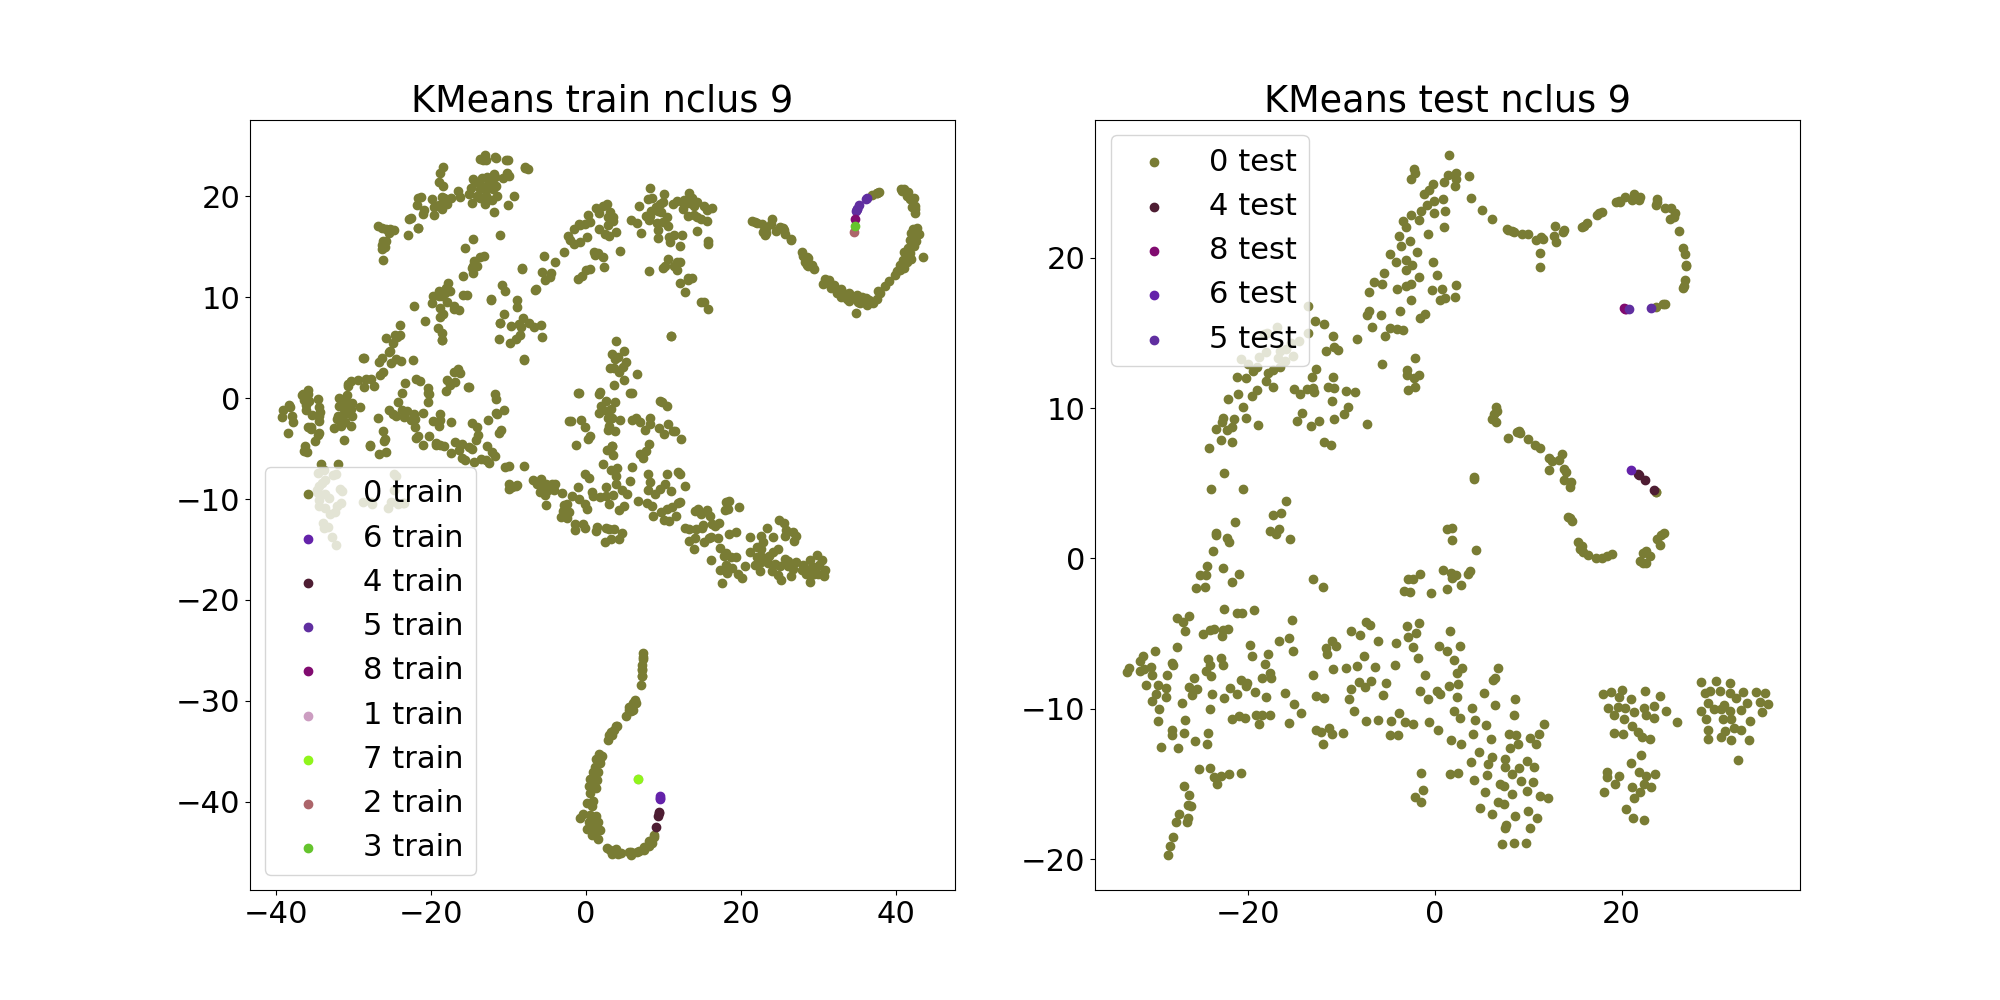 KMeans train nclus 9
20
10
0
−10
−20
−30
−40
−40 −20 0 20 40
0 train
6 train
4 train
5 train
8 train
1 train
7 train
2 train
3 train
KMeans test nclus 9
20
10
0
−10
−20
−20 0 20
0 test
4 test
8 test
6 test
5 test